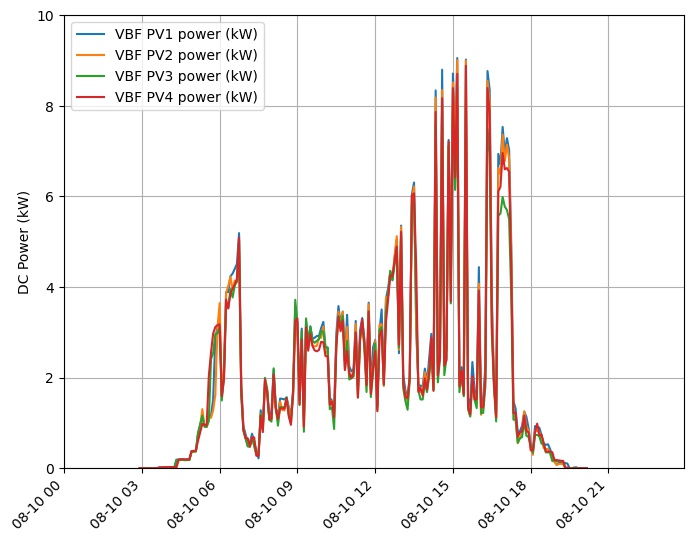 10
8
6
4
2
0
DC Power (kW)
VBF PV1 power (kW)
VBF PV2 power (kW)
VBF PV3 power (kW)
VBF PV4 power (kW)
08-10 00
08-10 03
08-10 06
08-10 09
08-10 12
08-10 15
08-10 18
08-10 21